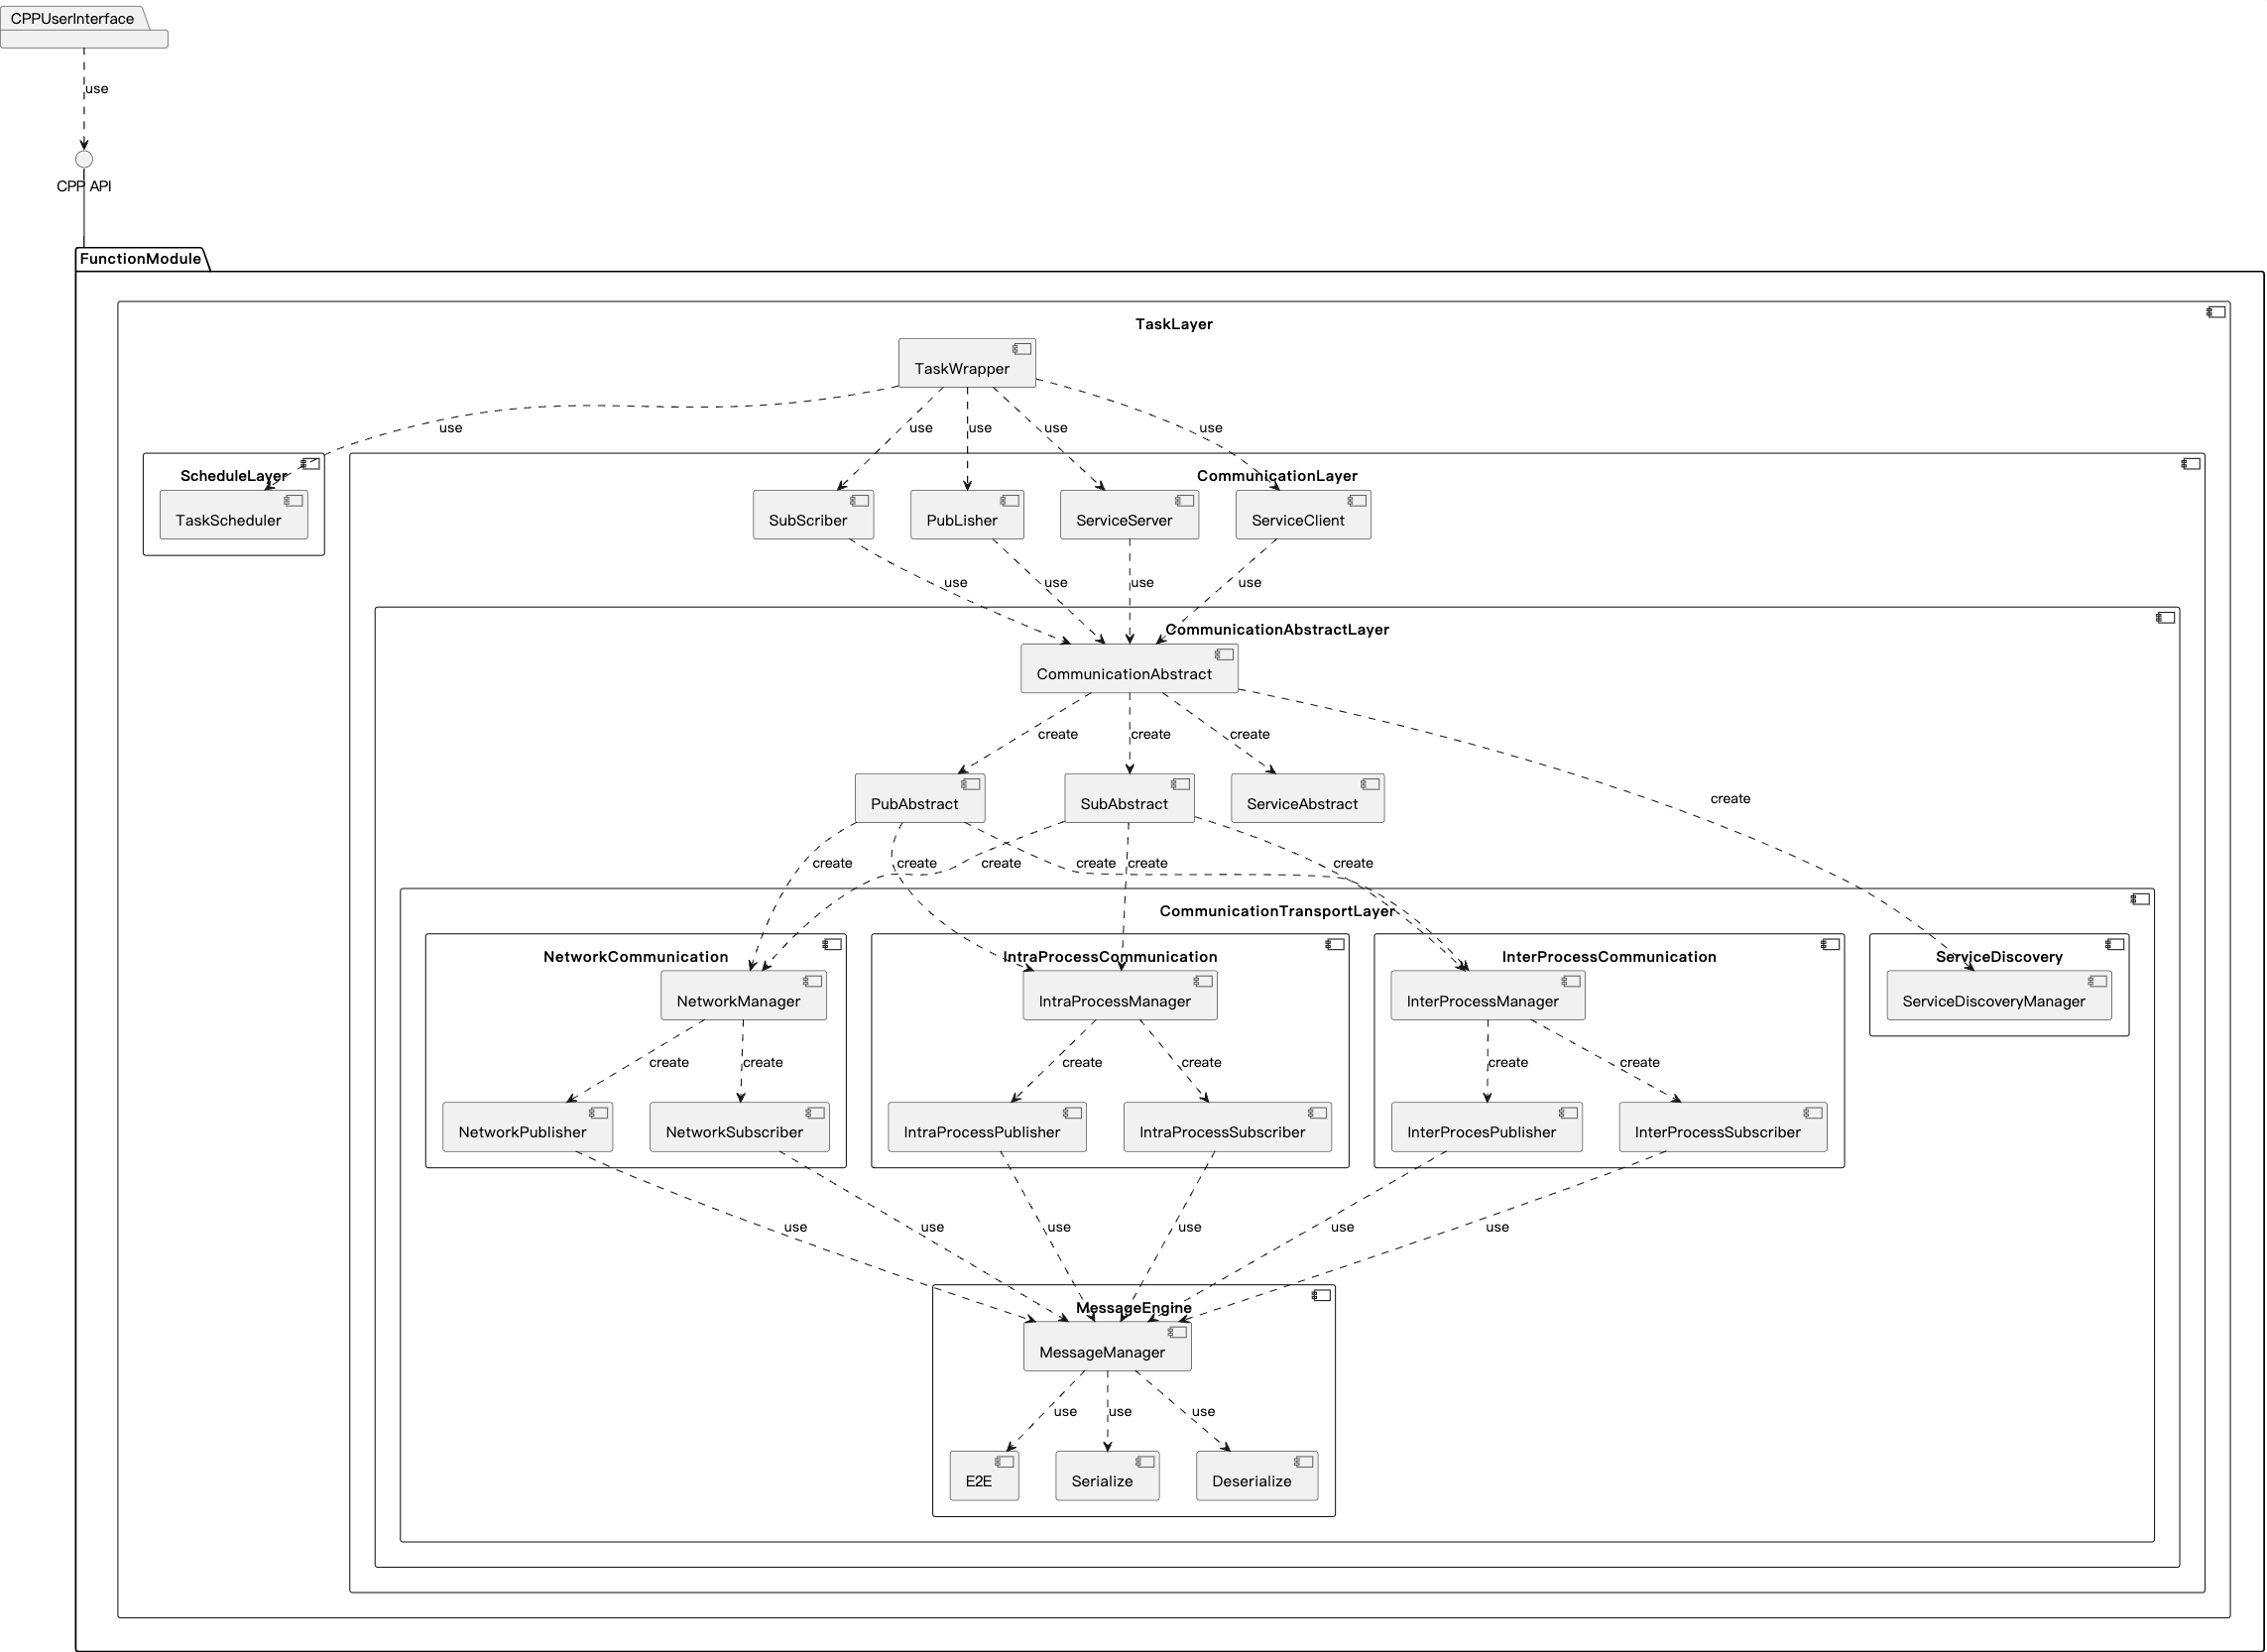 CPPUserInterface
use
CPP API
FunctionModule
TaskLayer
TaskWrapper
use
use
use
use
use
ScheduleLayer
CommunicationLayer
TaskScheduler
SubScriber
PubLisher
ServiceServer
ServiceClient
use
use
use
use
CommunicationAbstractLayer
CommunicationAbstract
create
create
create
create
PubAbstract
SubAbstract
ServiceAbstract
create
create
create
create
create
create
CommunicationTransportLayer
NetworkCommunication
IntraProcessCommunication
InterProcessCommunication
ServiceDiscovery
NetworkManager
IntraProcessManager
InterProcessManager
ServiceDiscoveryManager
create
create
create
create
create
create
NetworkPublisher
NetworkSubscriber
IntraProcessPublisher
IntraProcessSubscriber
InterProcesPublisher
InterProcessSubscriber
use
use
use
use
use
use
MessageEngine
MessageManager
use
use
use
E2E
Serialize
Deserialize